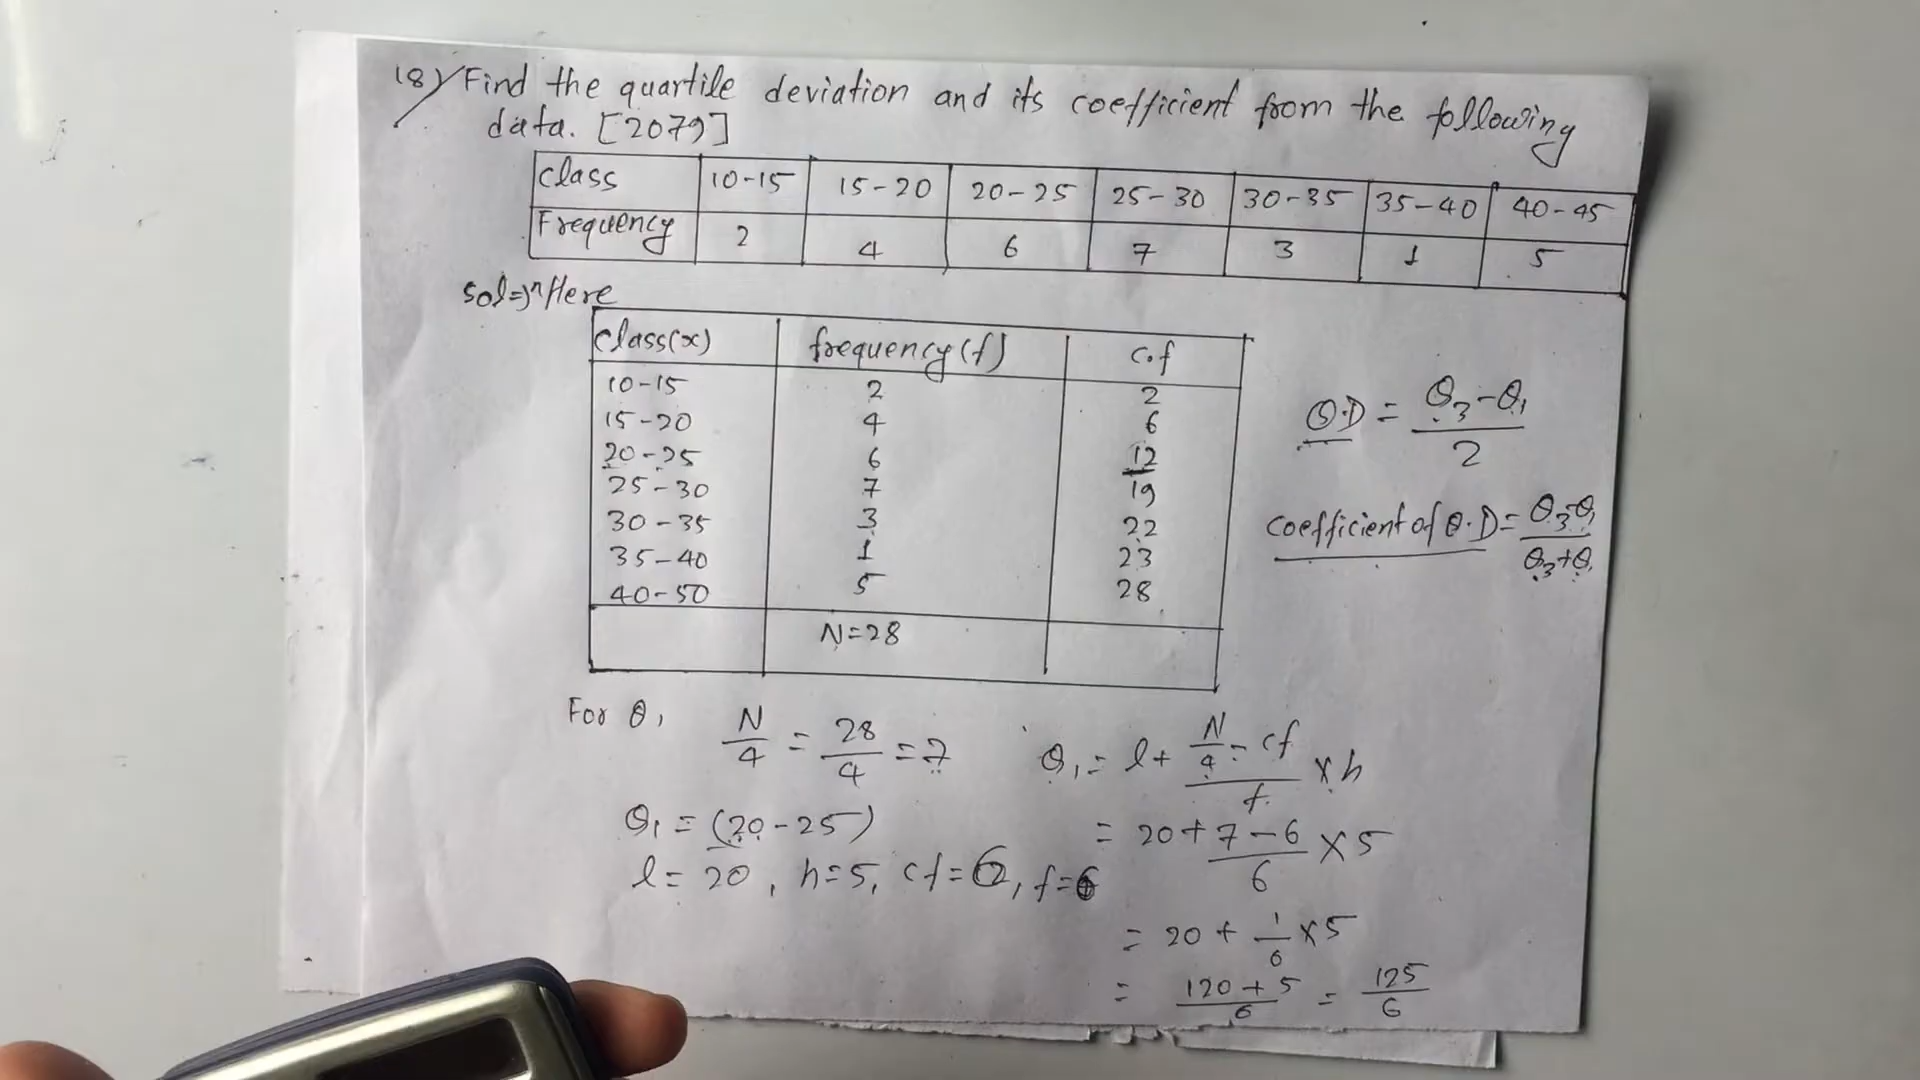 18) Find the quartile deviation and its coefficient from the following
data. [2079]
class 10-15 15-20 20-25 25-30 30-35 35-40 40-45
Frequency 2 4 6 7 3 1 5
sol=)ⁿ Here
class(x) frequency(f) c.f
10-15 2 2
15-20 4 6
20-25 6 12
25-30 7 19
30-35 3 22
35-40 1 23
40-50 5 28
N=28
Q.D = (Q₃-Q₁)/2
coefficient of Q.D = (Q₃-Q₁)/(Q₃+Q₁)
For Q₁ N/4 = 28/4 = 7
Q₁ = (20-25)
l = 20, h=5, cf=6, f=6
Q₁ = l + (N/4 - cf)/f × h
= 20 + (7-6)/6 × 5
= 20 + 1/6 × 5
= (120+5)/6 = 125/6